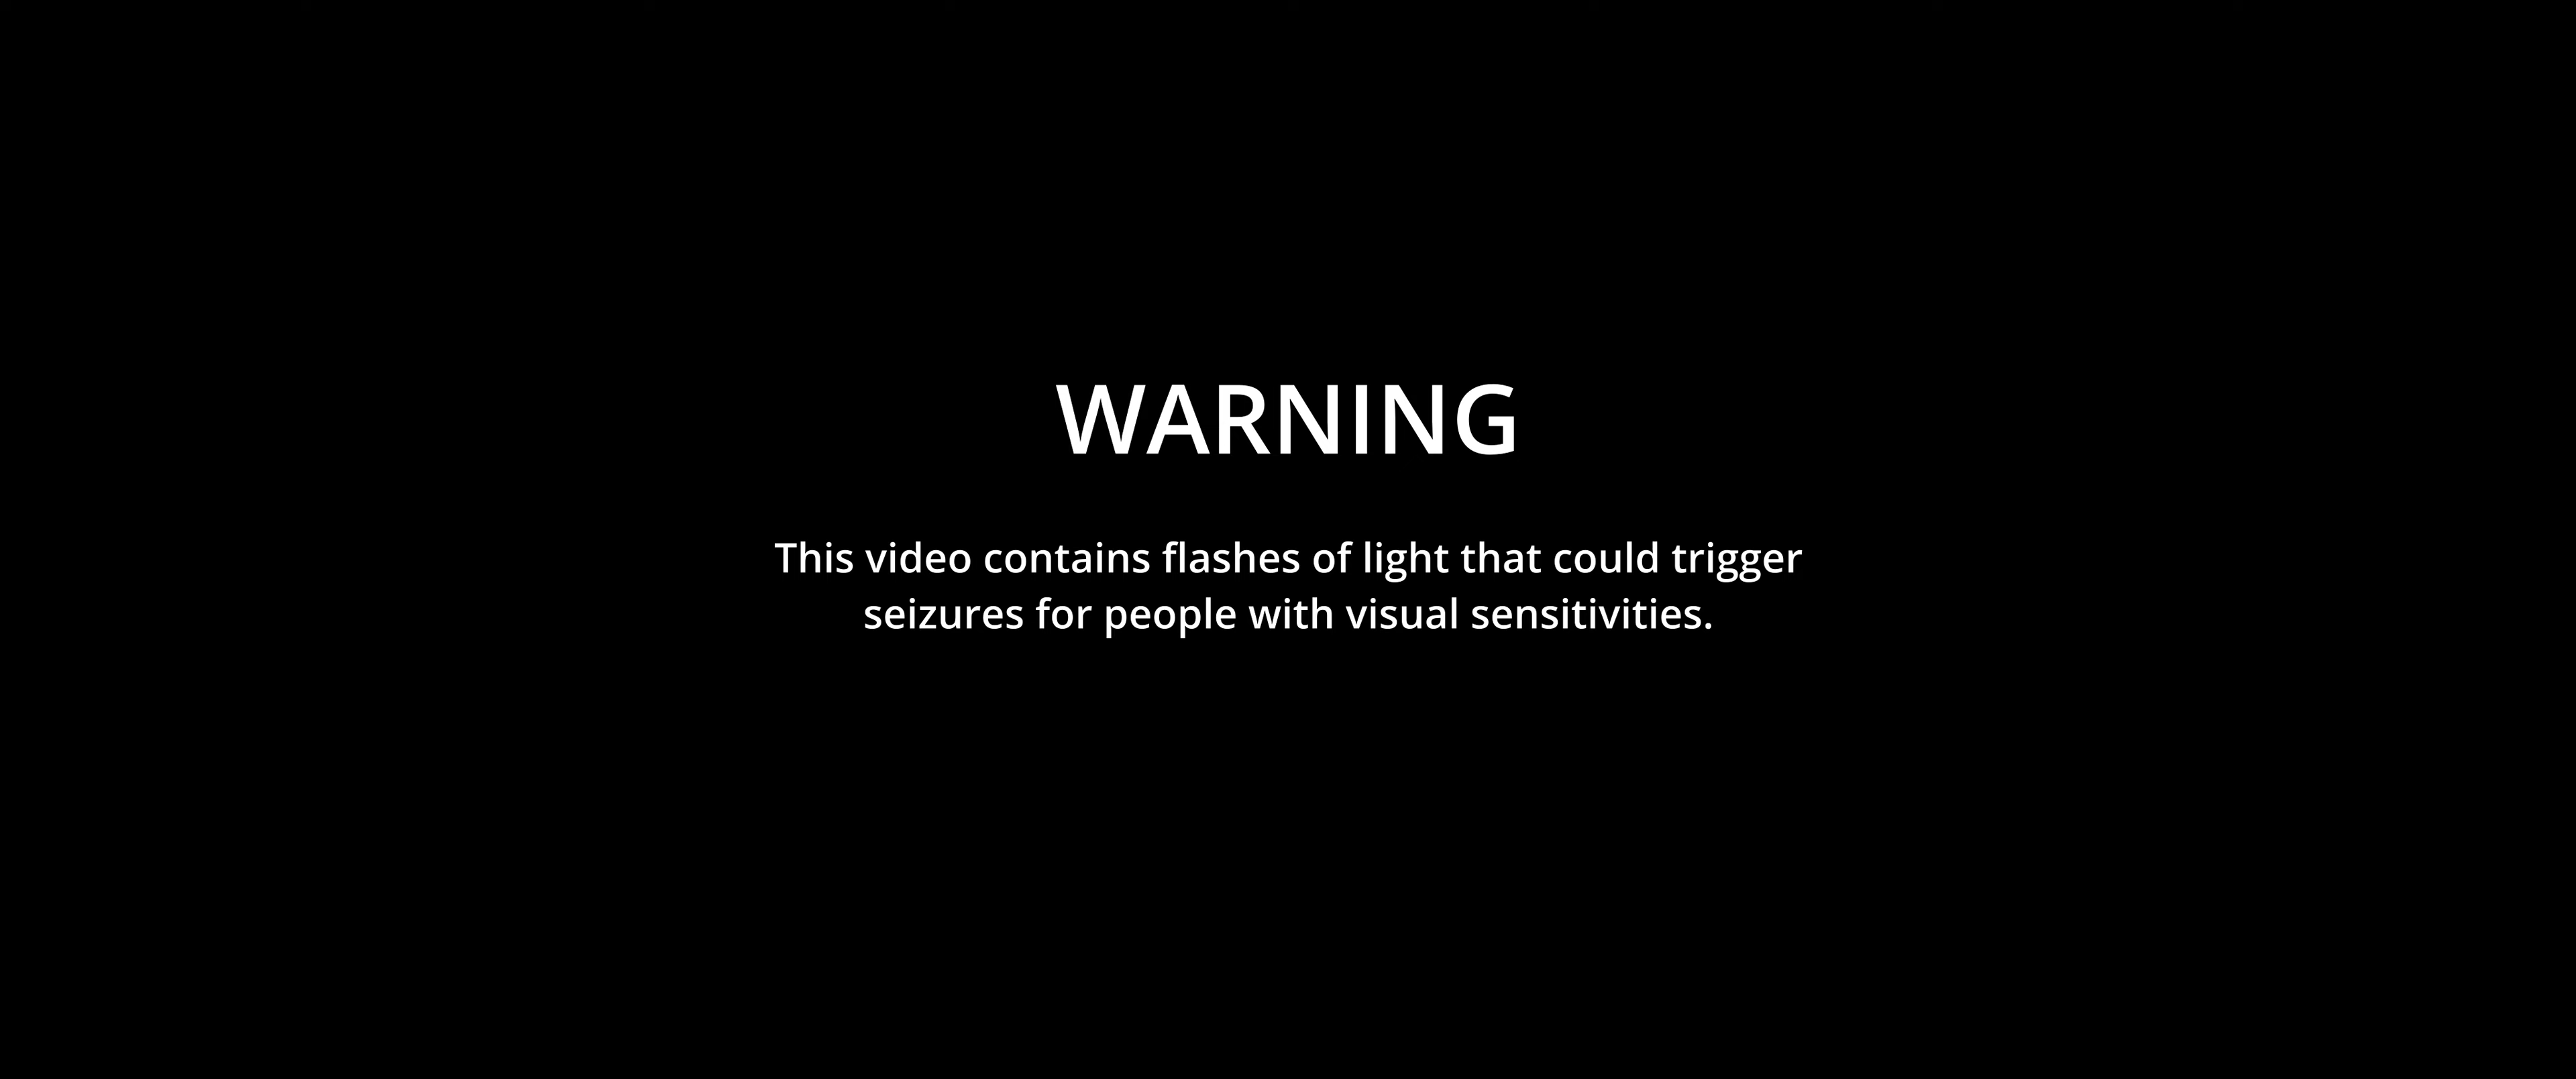 WARNING
This video contains flashes of light that could trigger
seizures for people with visual sensitivities.